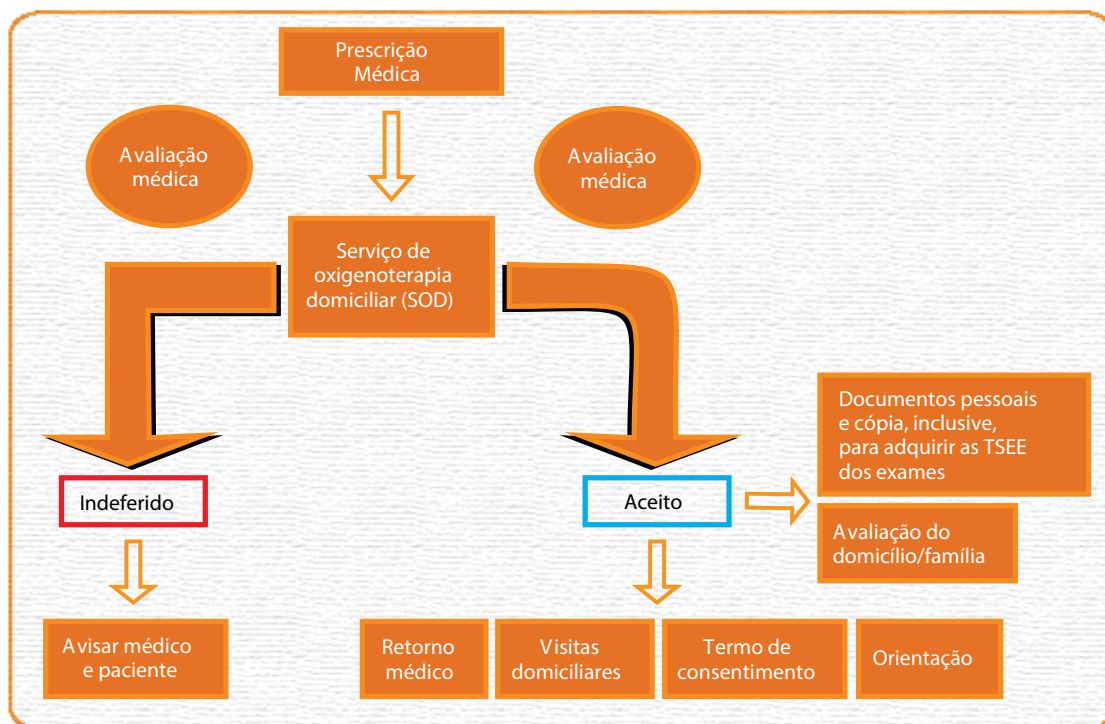 Prescrição
Médica
Avaliação
médica
Avaliação
médica
Serviço de
oxigenoterapia
domiciliar (SOD)
Documentos pessoais
e cópia, inclusive,
para adquirir as TSEE
dos exames
Indeferido
Aceito
Avaliação do
domicílio/família
Avisar médico
e paciente
Retorno
médico
Visitas
domiciliares
Termo de
consentimento
Orientação